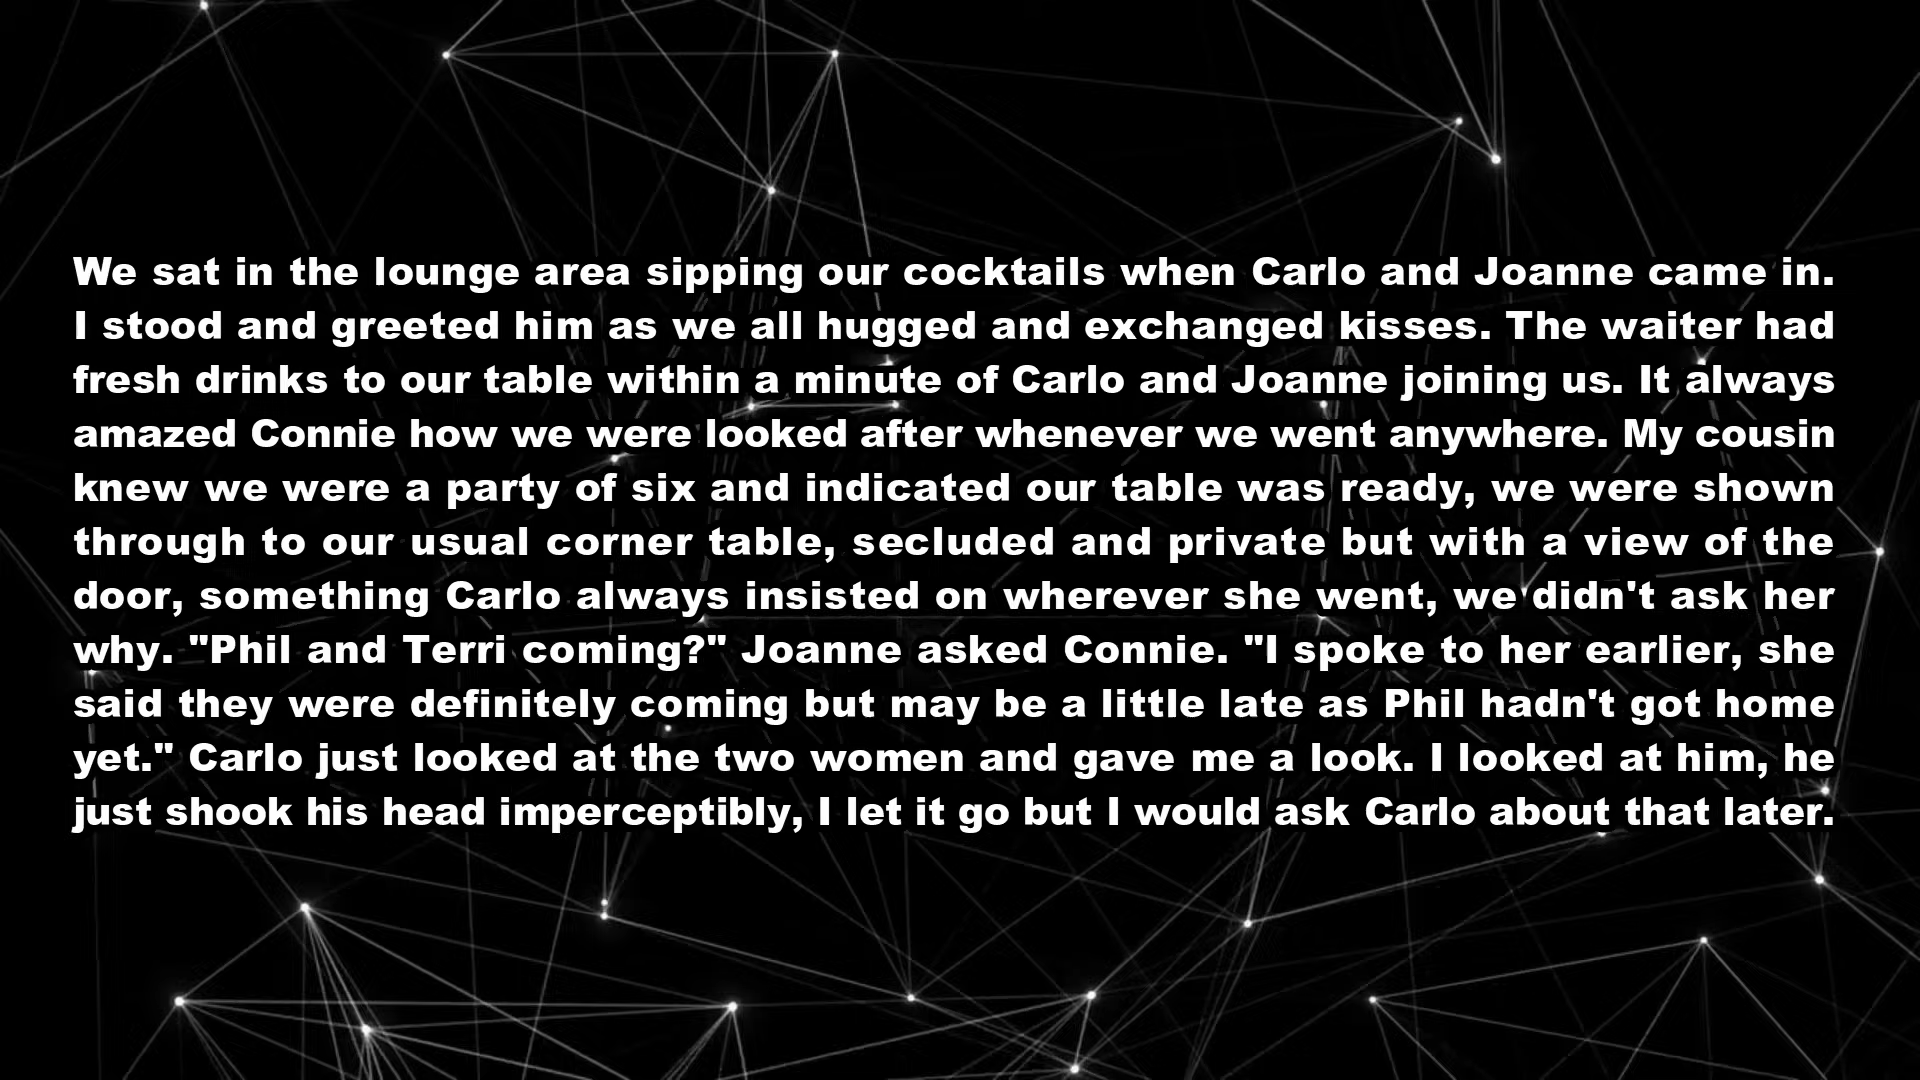 We sat in the lounge area sipping our cocktails when Carlo and Joanne came in.
I stood and greeted him as we all hugged and exchanged kisses. The waiter had
fresh drinks to our table within a minute of Carlo and Joanne joining us. It always
amazed Connie how we were looked after whenever we went anywhere. My cousin
knew we were a party of six and indicated our table was ready, we were shown
through to our usual corner table, secluded and private but with a view of the
door, something Carlo always insisted on wherever she went, we didn't ask her
why. "Phil and Terri coming?" Joanne asked Connie. "I spoke to her earlier, she
said they were definitely coming but may be a little late as Phil hadn't got home
yet." Carlo just looked at the two women and gave me a look. I looked at him, he
just shook his head imperceptibly, I let it go but I would ask Carlo about that later.